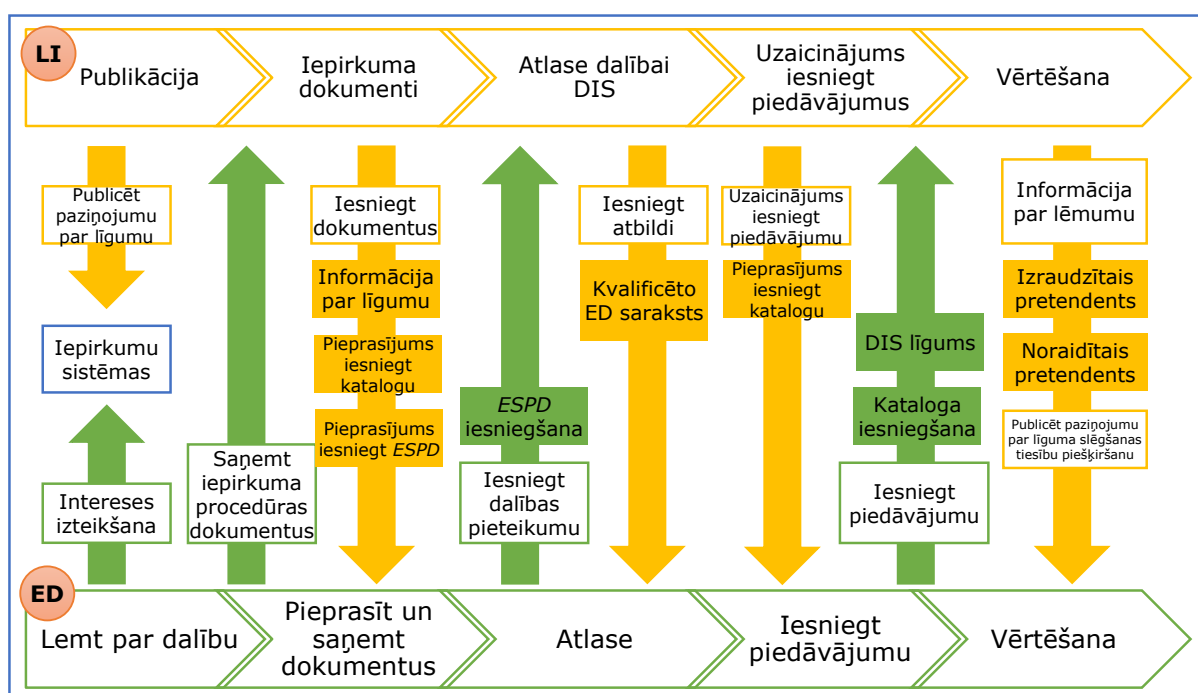 LI
Publikācija
Iepirkuma
dokumenti
Atlase dalībai
DIS
Uzaicinājums
iesniegt
piedāvājumus
Vērtēšana
Publicēt
paziņojumu
par līgumu
Iepirkumu
sistēmas
Intereses
izteikšana
Saņemt
iepirkuma
procedūras
dokumentus
Iesniegt
dokumentus
Informācija
par līgumu
Pieprasījums
iesniegt
katalogu
Pieprasījums
iesniegt ESPD
ESPD
iesniegšana
Iesniegt
dalības
pieteikumu
Iesniegt
atbildi
Kvalificēto
ED saraksts
Uzaicinājums
iesniegt
piedāvājumu
Pieprasījums
iesniegt
katalogu
DIS līgums
Kataloga
iesniegšana
Iesniegt
piedāvājumu
Informācija
par lēmumu
Izraudzītais
pretendents
Noraidītais
pretendents
Publicēt paziņojumu
par līguma slēgšanas
tiesību piešķiršanu
ED
Lemt par dalību
Pieprasīt un
saņemt
dokumentus
Atlase
Iesniegt
piedāvājumu
Vērtēšana